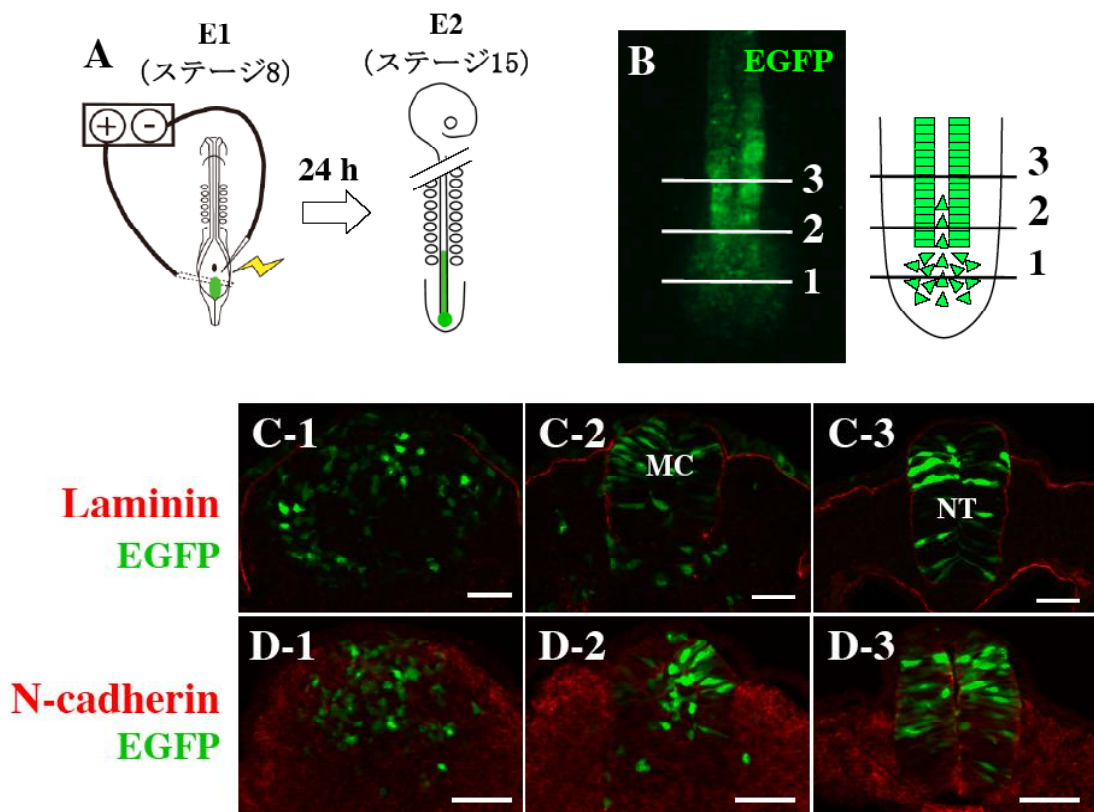 A
E1
(ステージ8)
+ -
24 h
E2
(ステージ15)
B
EGFP
3
2
1
3
2
1
Laminin
EGFP
C-1
C-2
MC
C-3
NT
N-cadherin
EGFP
D-1
D-2
D-3